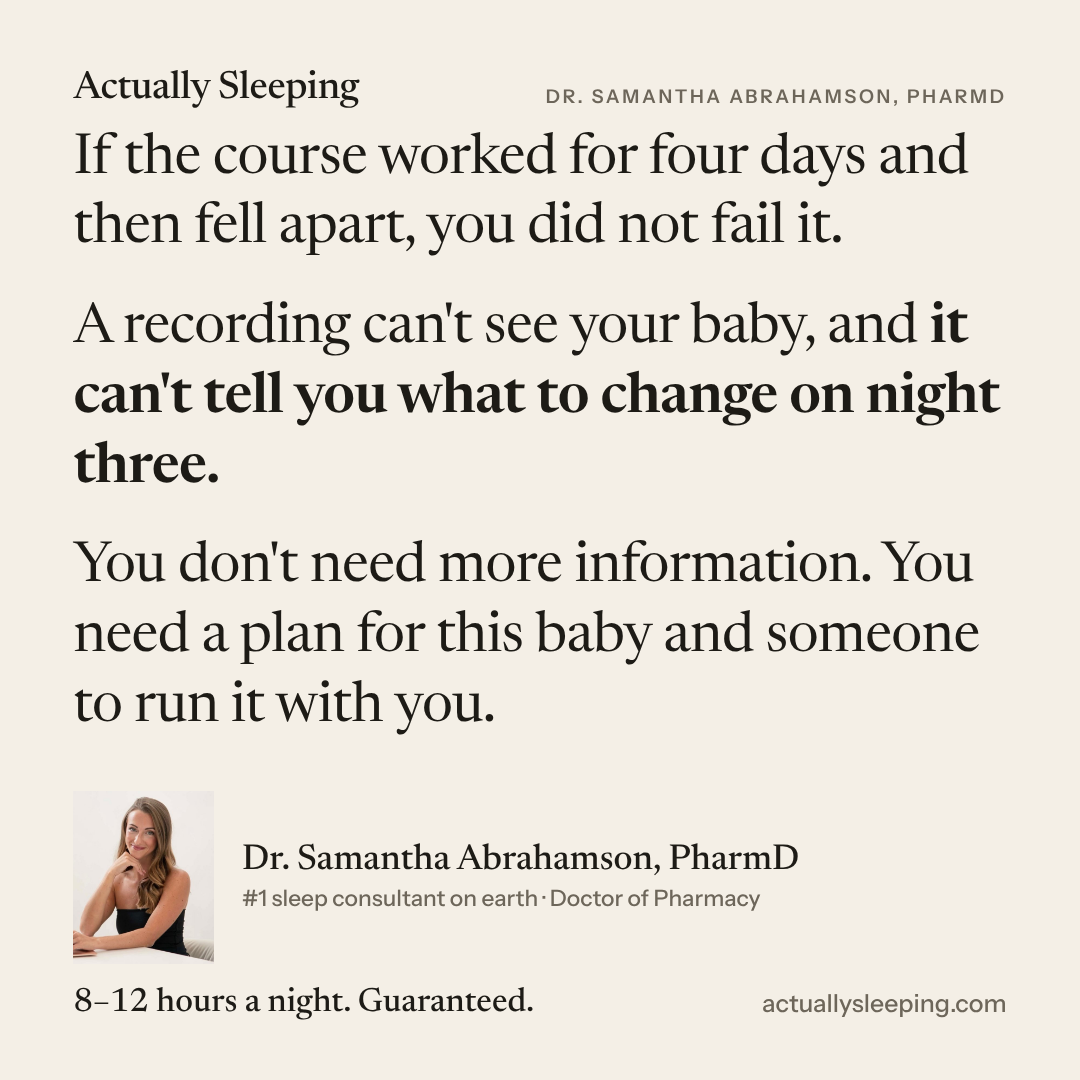 Actually Sleeping
DR. SAMANTHA ABRAHAMSON, PHARMD
If the course worked for four days and
then fell apart, you did not fail it.
A recording can't see your baby, and it
can't tell you what to change on night
three.
You don't need more information. You
need a plan for this baby and someone
to run it with you.
Dr. Samantha Abrahamson, PharmD
#1 sleep consultant on earth · Doctor of Pharmacy
8–12 hours a night. Guaranteed.
actuallysleeping.com